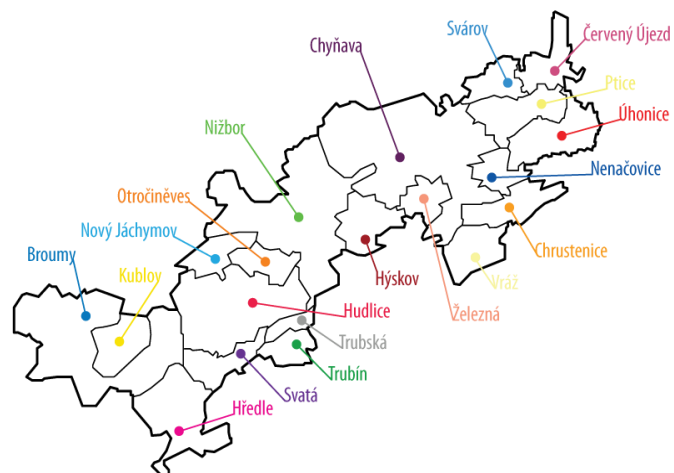 Svárov
Červený Újezd
Chyňava
Ptice
Úhonice
Nižbor
Nenačovice
Otročiněves
Nový Jáchymov
Broumy
Kublov
Chrustenice
Hýskov
Vráž
Hudlice
Železná
Trubská
Trubín
Svatá
Hředle